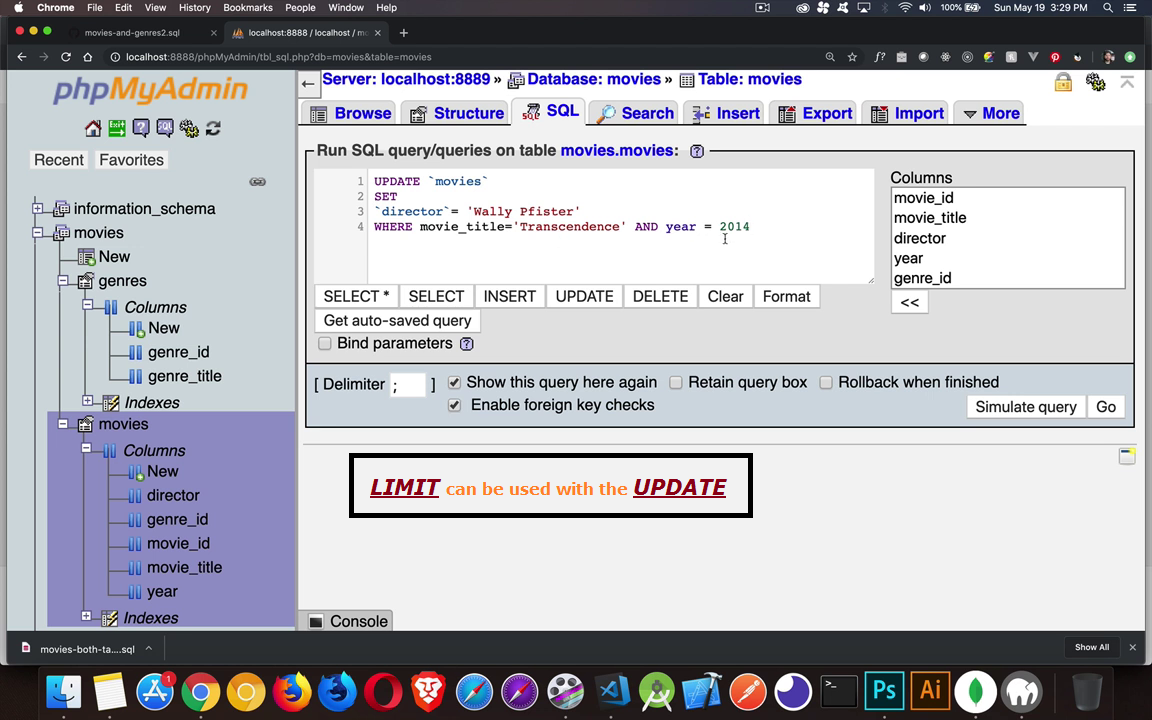 Chrome File Edit View History Bookmarks People Window Help 100% Sun May 19 3:29 PM
movies-and-genres2.sql × localhost:8888 / localhost / mo × +
localhost:8888/phpMyAdmin/tbl_sql.php?db=movies&table=movies
phpMyAdmin
Recent Favorites
information_schema
movies
New
genres
Columns
New
genre_id
genre_title
Indexes
movies
Columns
New
director
genre_id
movie_id
movie_title
year
Indexes
Server: localhost:8889 » Database: movies » Table: movies
Browse Structure SQL Search Insert Export Import More
Run SQL query/queries on table movies.movies:
1 UPDATE `movies`
2 SET
3 `director`= 'Wally Pfister'
4 WHERE movie_title='Transcendence' AND year = 2014
Columns
movie_id
movie_title
director
year
genre_id
<<
SELECT * SELECT INSERT UPDATE DELETE Clear Format
Get auto-saved query
Bind parameters
[ Delimiter ; ] Show this query here again Retain query box Rollback when finished
Enable foreign key checks
Simulate query Go
LIMIT can be used with the UPDATE
Console
movies-both-ta....sql
Show All
1
Ps Ai